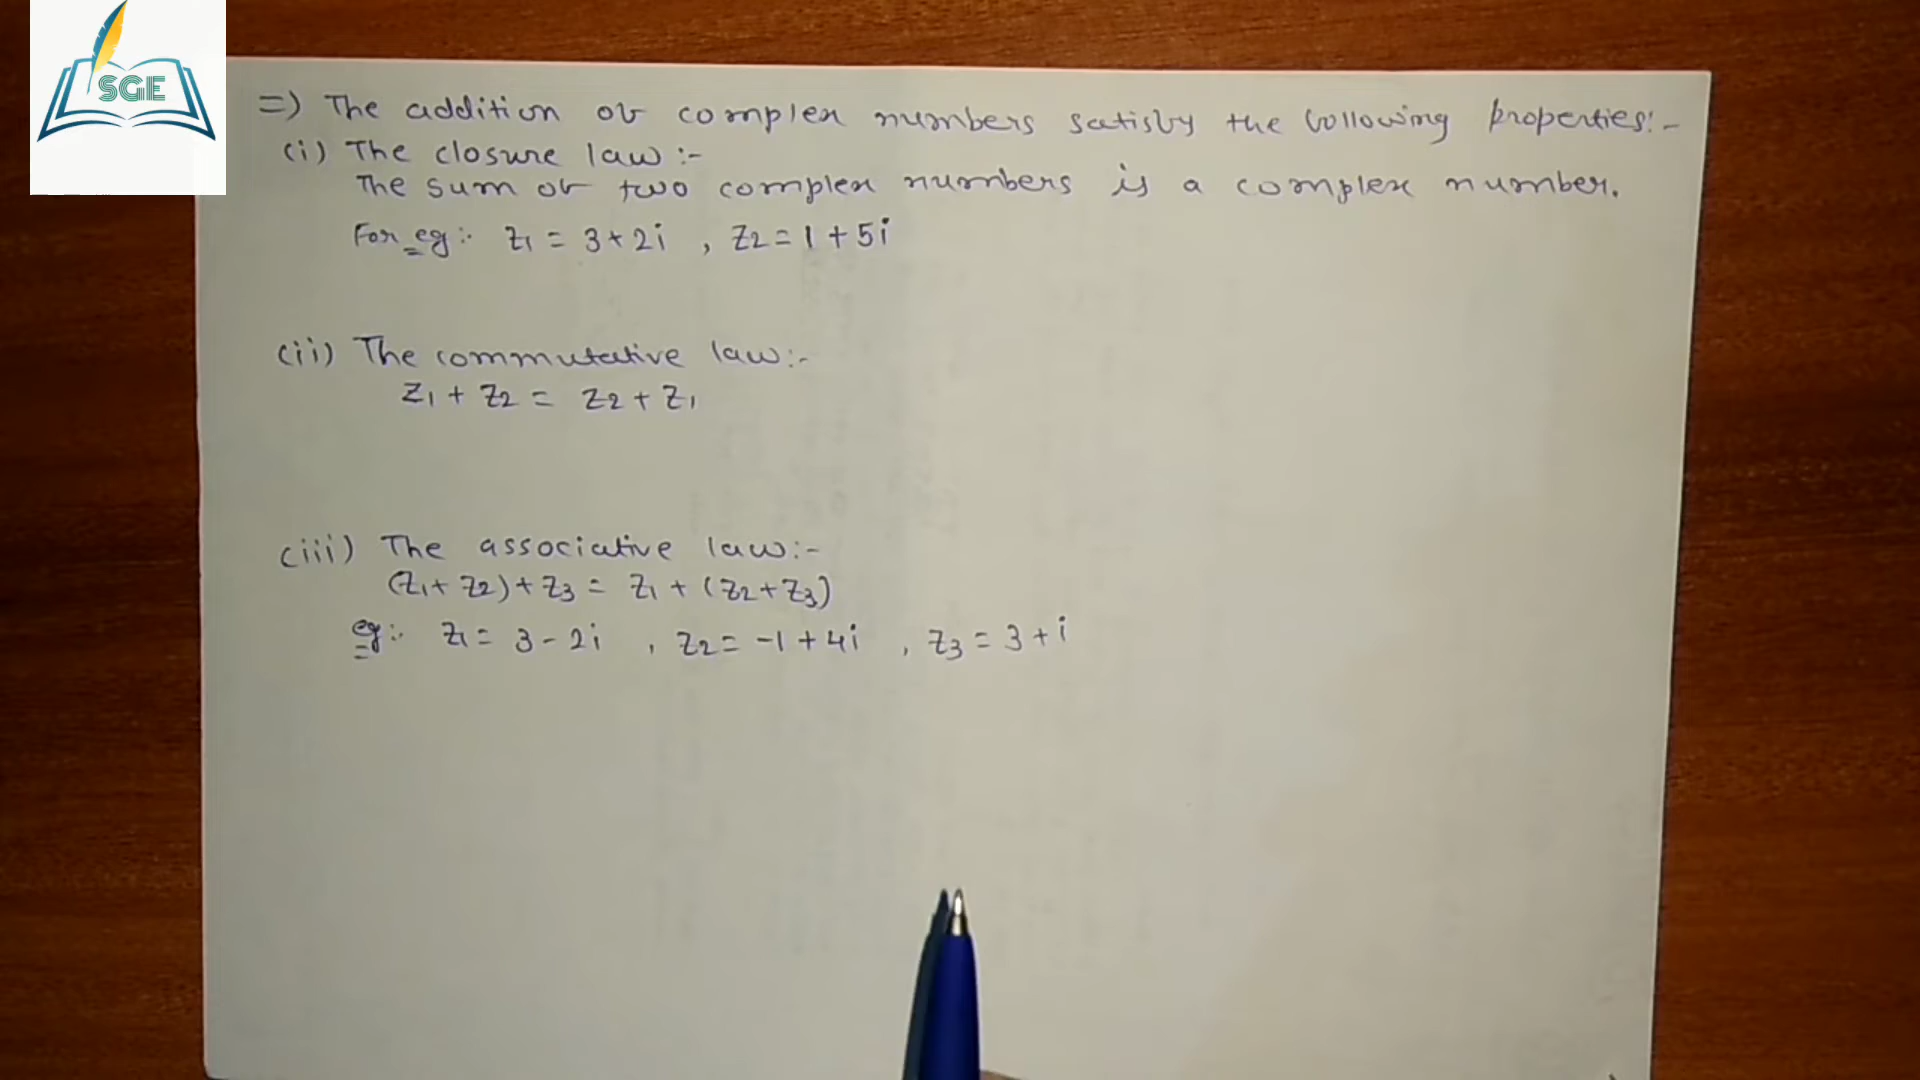 SGE
=) The addition of complex numbers satisfy the following properties:-
(i) The closure law :-
The sum of two complex numbers is a complex number.
For eg:- z1 = 3+2i , z2 = 1+5i
(ii) The commutative law:-
z1 + z2 = z2 + z1
(iii) The associative law:-
(z1+z2)+z3 = z1+(z2+z3)
eg:- z1 = 3-2i , z2 = -1+4i , z3 = 3+i